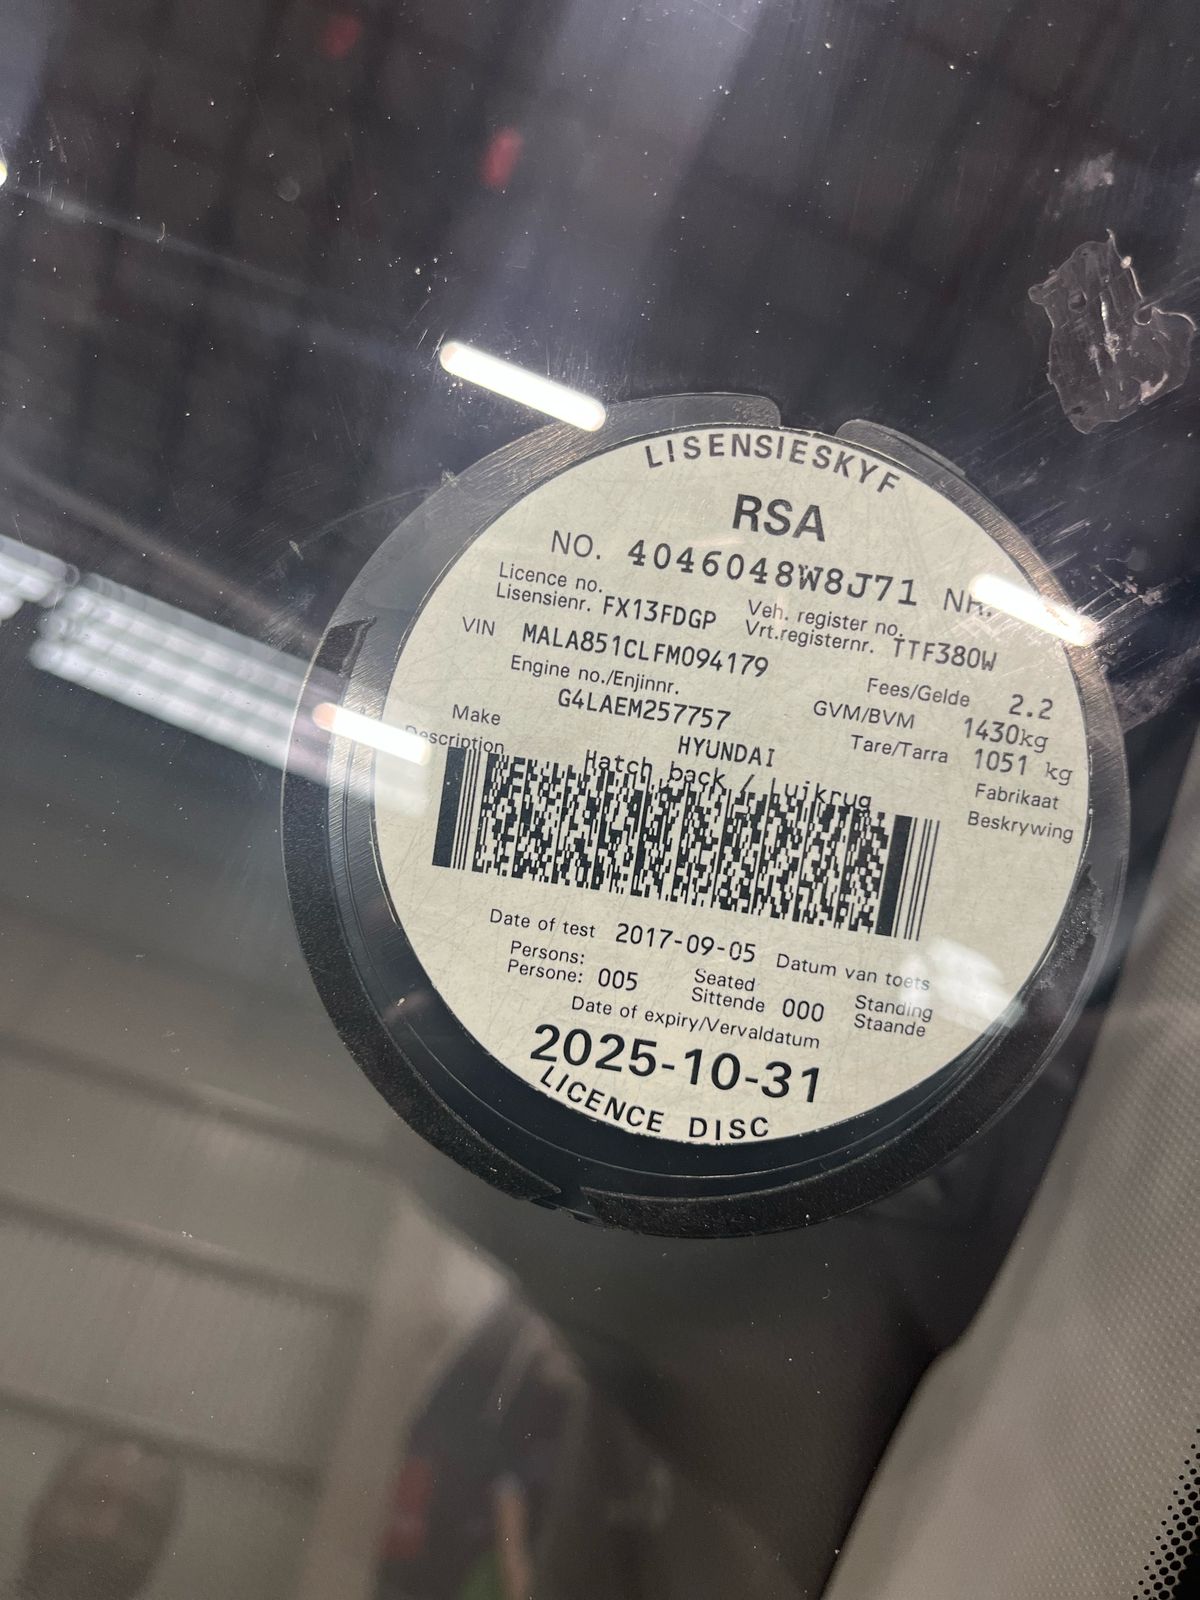 LISENSIESKYF
RSA
NO. 4046048W8J71 NR.
Licence no.
Lisensienr. FX13FDGP
Veh. register no.
Vrt.registernr. TTF380W
VIN MALA851CLFM094179
Engine no./Enjinnr.
G4LAEM257757
Fees/Gelde 2.2
GVM/BVM 1430kg
Tare/Tarra 1051 kg
Make HYUNDAI Fabrikaat
Description Hatch back / Luikrug Beskrywing
Date of test 2017-09-05 Datum van toets
Persons:
Persone: 005
Seated
Sittende 000
Standing
Staande
Date of expiry/Vervaldatum
2025-10-31
LICENCE DISC